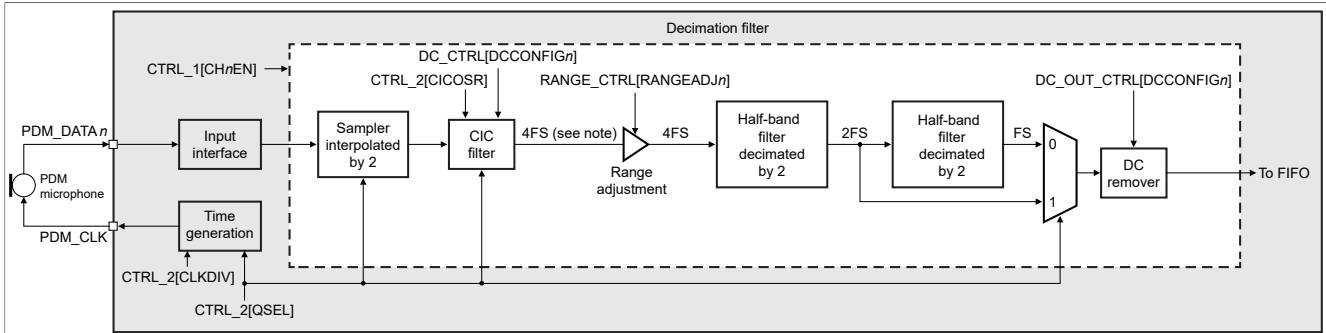 Decimation filter
DC_CTRL[DCCONFIGn]
CTRL_1[CHnEN]
CTRL_2[CICOSR]
RANGE_CTRL[RANGEADJn]
DC_OUT_CTRL[DCCONFIGn]
PDM_DATA n
Input
interface
Sampler
interpolated
by 2
CIC
filter
4FS (see note)
Range
adjustment
4FS
Half-band
filter
decimated
by 2
2FS
Half-band
filter
decimated
by 2
FS
0
1
DC
remover
To FIFO
PDM
microphone
PDM_CLK
Time
generation
CTRL_2[CLKDIV]
CTRL_2[QSEL]